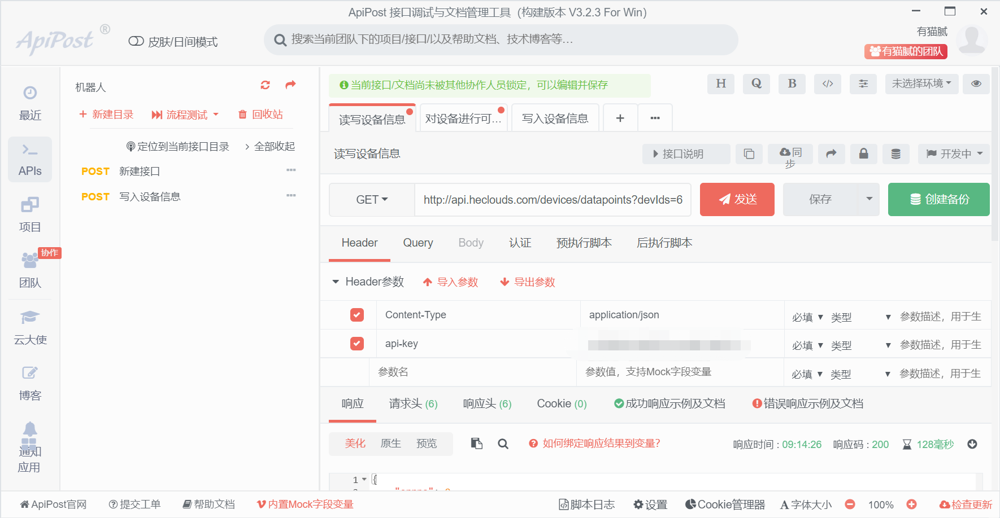 ApiPost 接口调试与文档管理工具（构建版本 V3.2.3 For Win）
ApiPost ®
皮肤/日间模式
搜索当前团队下的项目/接口/以及帮助文档、技术博客等…
有猫腻
有猫腻的团队
最近
APIs
项目
协作
团队
云大使
博客
通知
应用
机器人
+ 新建目录
流程测试
回收站
定位到当前接口目录
> 全部收起
POST 新建接口 ···
POST 写入设备信息 ···
当前接口/文档尚未被其他协作人员锁定，可以编辑并保存
H
Q
B
</>
未选择环境
读写设备信息
对设备进行可...
写入设备信息
+
···
读写设备信息
接口说明
同步
开发中
GET
http://api.heclouds.com/devices/datapoints?devIds=6
发送
保存
创建备份
Header
Query
Body
认证
预执行脚本
后执行脚本
Header参数
导入参数
导出参数
Content-Type application/json 必填 ▼ 类型 ▼ 参数描述，用于生
api-key 必填 ▼ 类型 ▼ 参数描述，用于生
参数名 参数值，支持Mock字段变量 必填 ▼ 类型 ▼ 参数描述，用于生
响应
请求头 (6)
响应头 (6)
Cookie (0)
成功响应示例及文档
错误响应示例及文档
美化
原生
预览
如何绑定响应结果到变量?
响应时间 : 09:14:26
响应码 : 200
128毫秒
1 {
ApiPost官网
提交工单
帮助文档
内置Mock字段变量
脚本日志
设置
Cookie管理器
A 字体大小
100%
检查更新